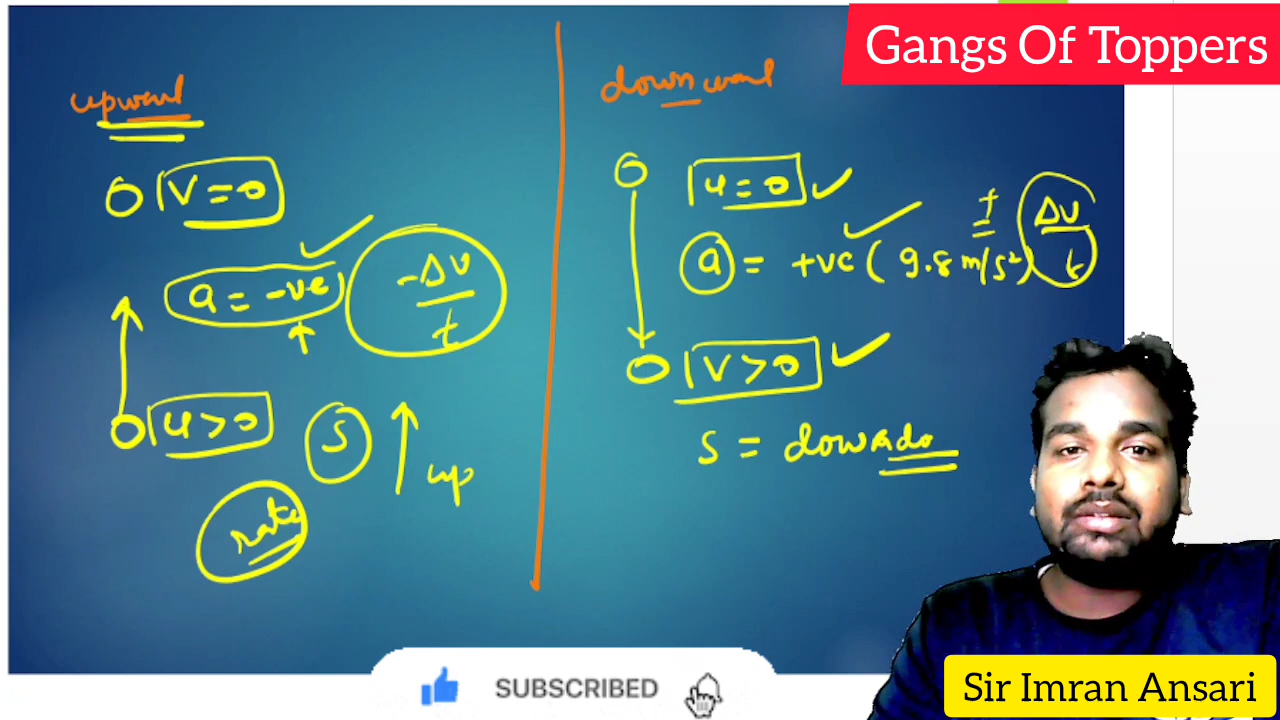 Gangs Of Toppers
upward
V = 0
a = -ve
-ΔV
t
u > 0
S
up
rate
downward
u = 0
a = +ve (9.8 m/s²)
↑
ΔV
t
V > 0
S = downwards
SUBSCRIBED
Sir Imran Ansari